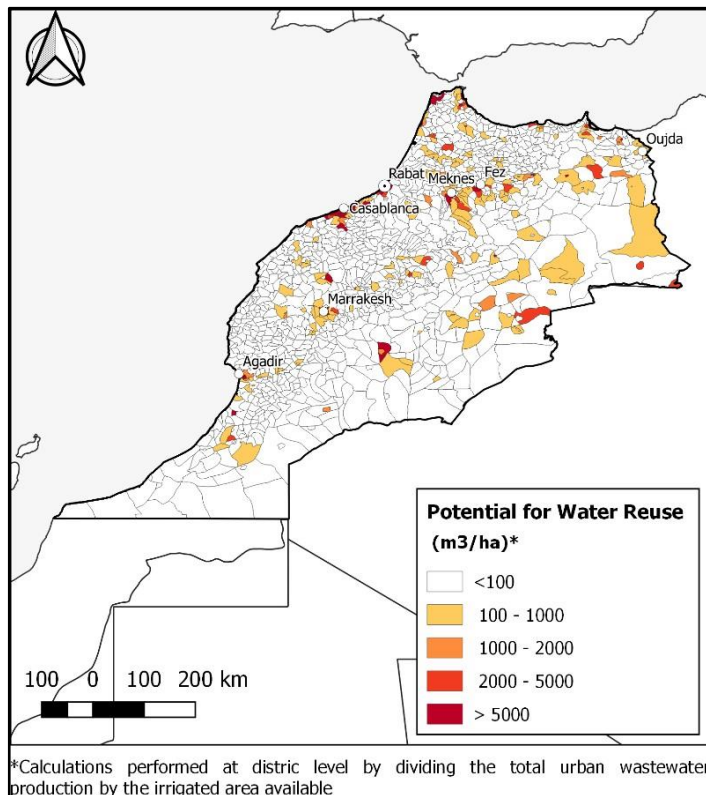 Oujda
Rabat
Meknes
Fez
Casablanca
Marrakesh
Agadir
Potential for Water Reuse
(m3/ha)*
<100
100 - 1000
1000 - 2000
2000 - 5000
> 5000
100 0 100 200 km
*Calculations performed at distric level by dividing the total urban wastewater
production by the irrigated area available